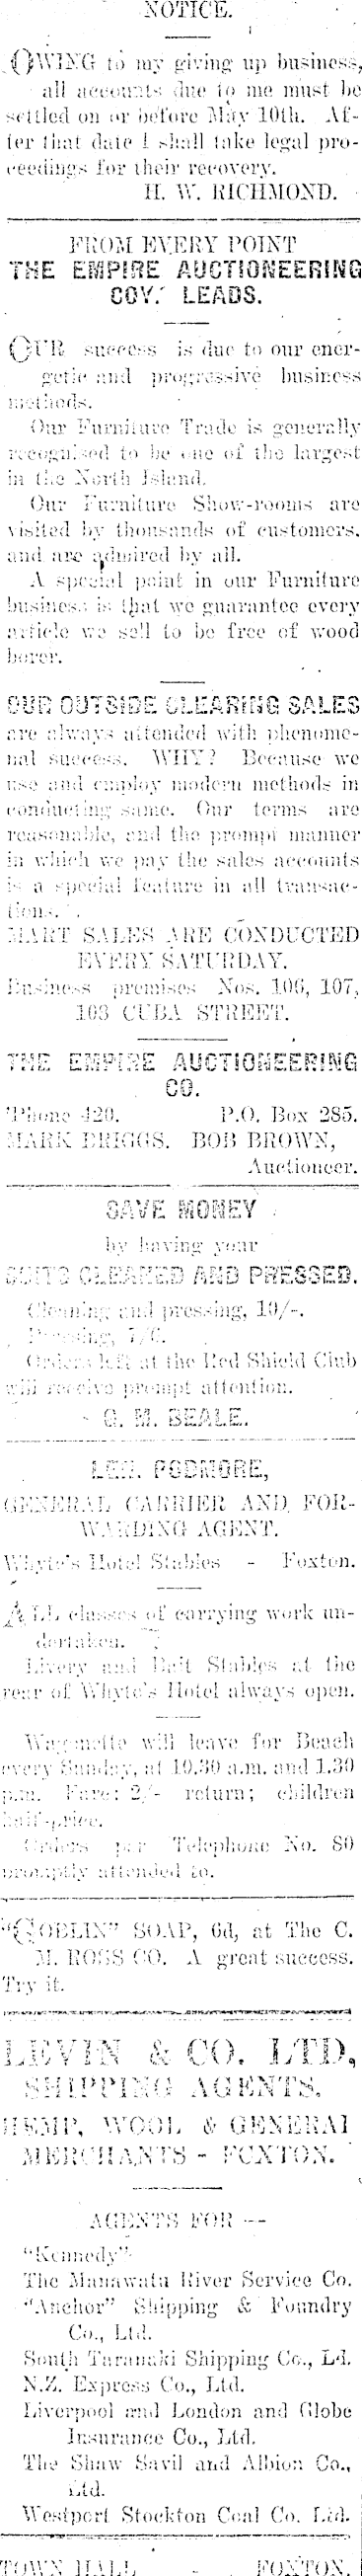 NOTICE.
OWING to my giving up business,
all accounts due to me must be
settled on or before May 10th. Af-
ter that date I shall take legal pro-
ceedings for their recovery.
H. W. RICHMOND.
FROM EVERY POINT
THE EMPIRE AUCTIONEERING
COY. LEADS.
OUR success is due to our ener-
getic and progressive business
methods.
Our Furniture Trade is generally
recognised to be one of the largest
in the North Island.
Our Furniture Show-rooms are
visited by thousands of customers,
and are admired by all.
A special point in our Furniture
business is that we guarantee every
article we sell to be free of wood
borer.
OUR OUTSIDE CLEARING SALES
are always attended with phenome-
nal success. WHY? Because we
use and employ modern methods in
conducting same. Our terms are
reasonable, and the prompt manner
in which we pay the sales accounts
is a special feature in all transac-
tions.
MART SALES ARE CONDUCTED
EVERY SATURDAY.
Business premises Nos. 106, 107,
103 CUBA STREET.
THE EMPIRE AUCTIONEERING
CO.
'Phone 420. P.O. Box 285.
MARK BRIGGS. BOB BROWN,
Auctioneer.
SAVE MONEY
by having your
SUITS CLEANED AND PRESSED.
Cleaning and pressing, 10/-.
Pressing, 7/6.
Orders left at the Red Shield Club
will receive prompt attention.
G. M. BEALE.
LEN. PODMORE,
GENERAL CARRIER AND FOR-
WARDING AGENT.
Whyte's Hotel Stables - Foxton.
ALL classes of carrying work un-
dertaken.
Livery and Bait Stables at the
rear of Whyte's Hotel always open.
Waggonette will leave for Beach
every Sunday, at 10.30 a.m. and 1.30
p.m. Fare: 2/- return; children
half-price.
Orders per Telephone No. 80
promptly attended to.
"GOBLIN" SOAP, 6d, at The C.
M. ROSS CO. A great success.
Try it.
LEVIN & CO. LTD,
SHIPPING AGENTS,
HEMP, WOOL & GENERAL
MERCHANTS - FOXTON.
AGENTS FOR --
"Kennedy"
The Manawatu River Service Co.
"Anchor" Shipping & Foundry
Co., Ltd.
South Taranaki Shipping Co., Ld.
N.Z. Express Co., Ltd.
Liverpool and London and Globe
Insurance Co., Ltd.
The Shaw Savil and Albion Co.,
Ltd.
Westport Stockton Coal Co. Ltd.
TOWN HALL - FOXTON.